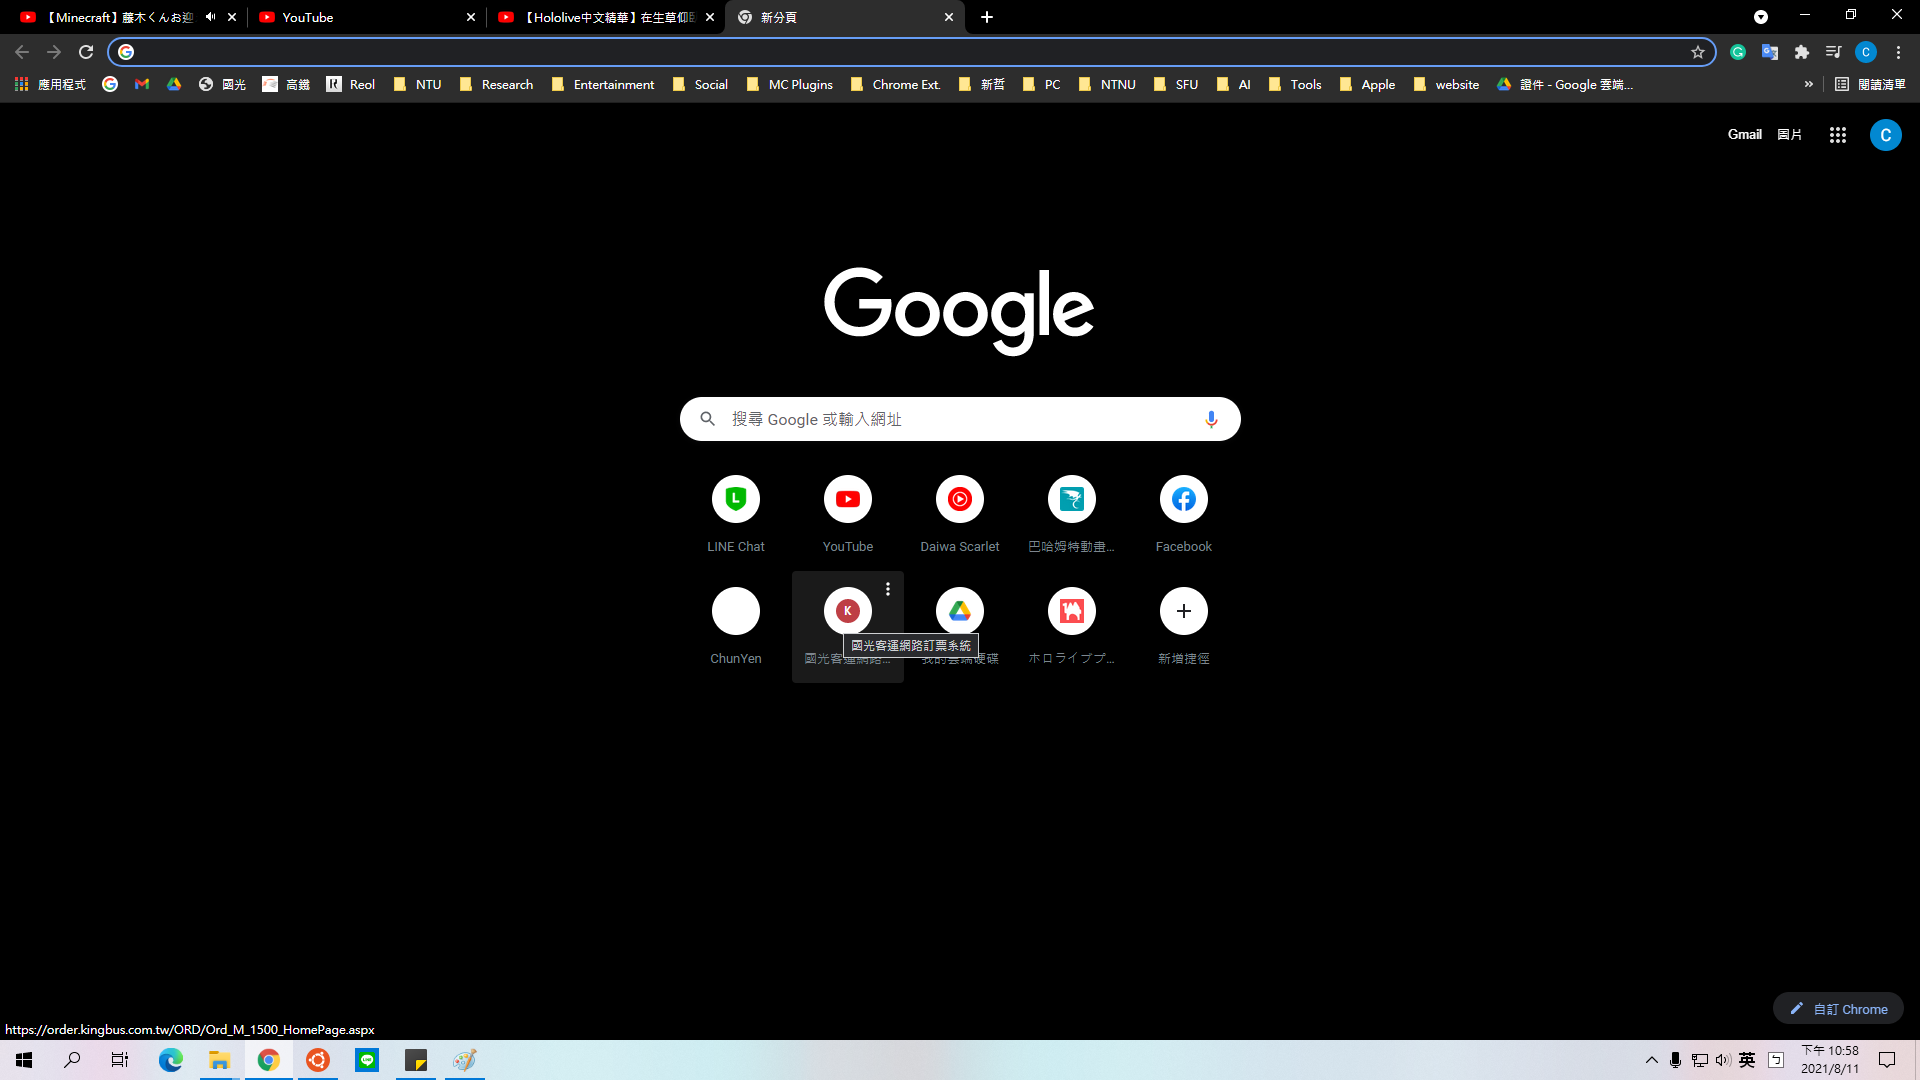 【Minecraft】藤木くんお迎
YouTube
【Hololive中文精華】在生草仰臥
新分頁
C
應用程式
國光
高鐵
Reol
NTU
Research
Entertainment
Social
MC Plugins
Chrome Ext.
新哲
PC
NTNU
SFU
AI
Tools
Apple
website
證件 - Google 雲端...
»
閱讀清單
Gmail
圖片
C
Google
搜尋 Google 或輸入網址
LINE Chat
YouTube
Daiwa Scarlet
巴哈姆特動畫...
Facebook
K
國光客運網路訂票系統
ChunYen
國光客運網路...
我的雲端硬碟
ホロライブプ...
新增捷徑
自訂 Chrome
https://order.kingbus.com.tw/ORD/Ord_M_1500_HomePage.aspx
英
ㄅ
下午 10:58
2021/8/11